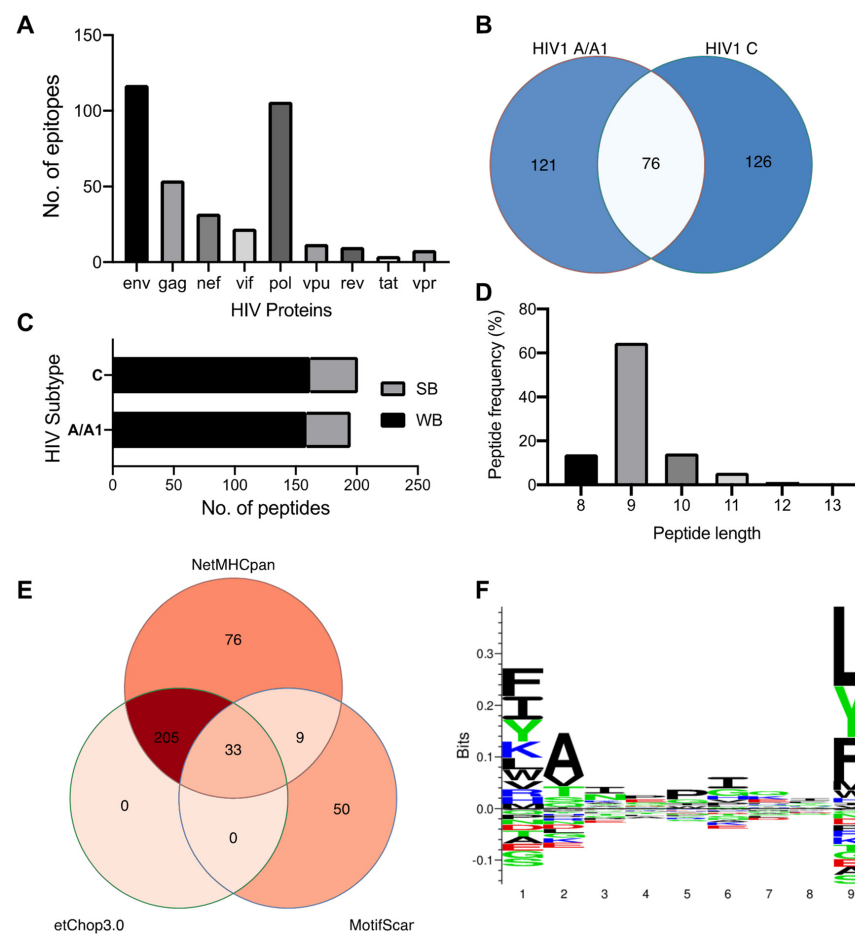 A
150
100
50
0
No. of epitopes
env gag nef vif pol vpu rev tat vpr
HIV Proteins
B
HIV1 A/A1
HIV1 C
121
76
126
C
HIV Subtype
C
A/A1
SB
WB
0 50 100 150 200 250
No. of peptides
D
80
60
40
20
0
Peptide frequency (%)
8 9 10 11 12 13
Peptide length
E
NetMHCpan
76
205
33
9
0
0
50
etChop3.0
MotifScar
F
Bits
0.3
0.2
0.1
0.0
-0.1
F
I
Y
K
A
L
Y
F
1 2 3 4 5 6 7 8 9